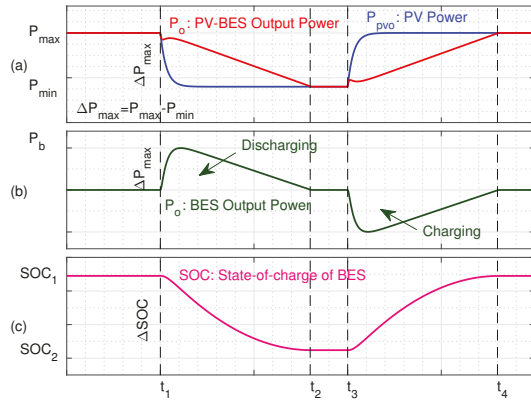 P_o: PV-BES Output Power
P_pvo: PV Power
P_max
(a)
ΔP_max
P_min
ΔP_max=P_max-P_min
P_b
ΔP_max
Discharging
(b)
P_o: BES Output Power
Charging
SOC_1
SOC: State-of-charge of BES
(c)
ΔSOC
SOC_2
t_1
t_2
t_3
t_4